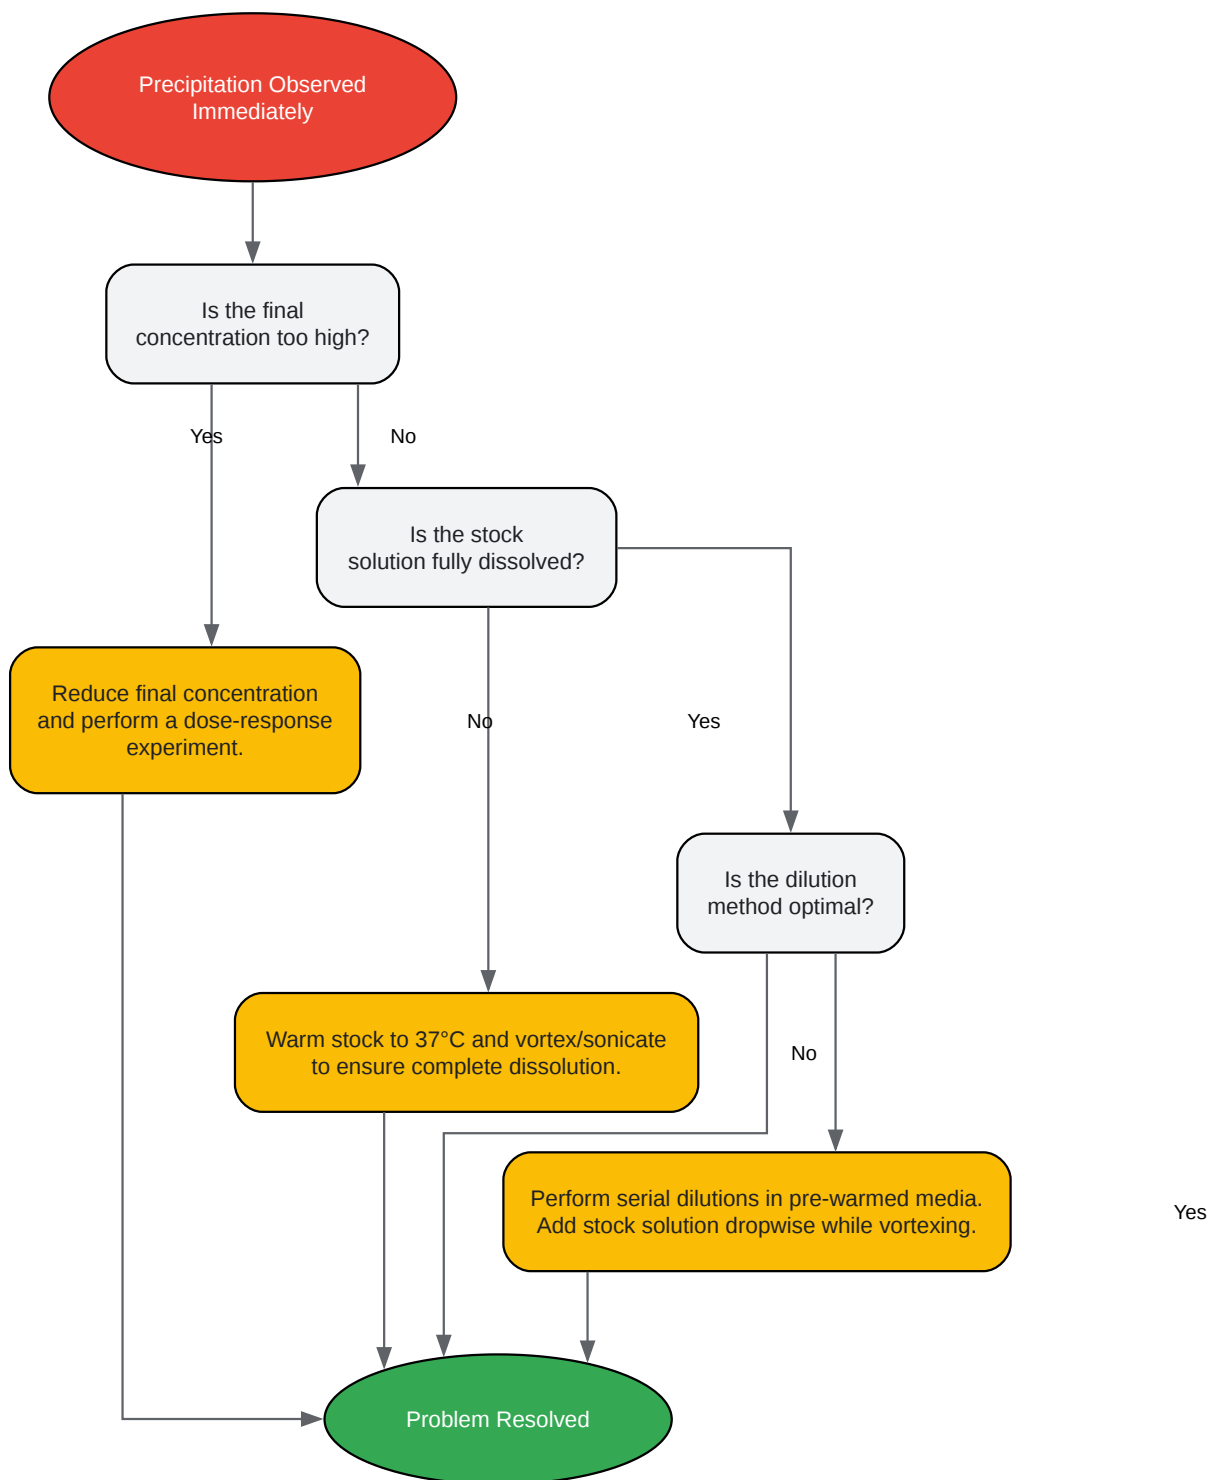 Precipitation Observed
Immediately
Is the final
concentration too high?
Yes
No
Is the stock
solution fully dissolved?
Reduce final concentration
and perform a dose-response
experiment.
No
Yes
Is the dilution
method optimal?
Warm stock to 37°C and vortex/sonicate
to ensure complete dissolution.
No
Perform serial dilutions in pre-warmed media.
Add stock solution dropwise while vortexing.
Yes
Problem Resolved